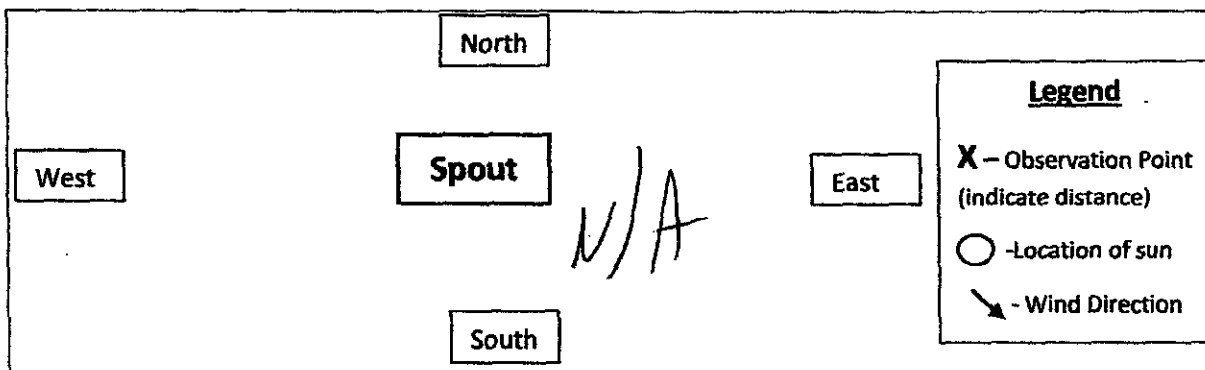 North
West
Spout
East
N/A
South
Legend
X – Observation Point
(indicate distance)
-Location of sun
- Wind Direction